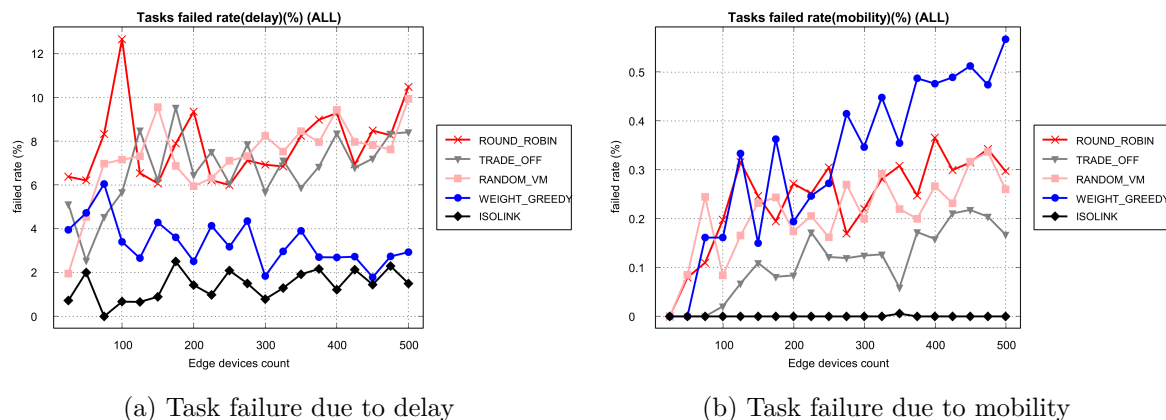 Tasks failed rate(delay)(%) (ALL)
failed rate (%)
12
10
8
6
4
2
0
100 200 300 400 500
Edge devices count
ROUND_ROBIN
TRADE_OFF
RANDOM_VM
WEIGHT_GREEDY
ISOLINK
(a) Task failure due to delay
Tasks failed rate(mobility)(%) (ALL)
failed rate (%)
0.5
0.4
0.3
0.2
0.1
0
100 200 300 400 500
Edge devices count
ROUND_ROBIN
TRADE_OFF
RANDOM_VM
WEIGHT_GREEDY
ISOLINK
(b) Task failure due to mobility